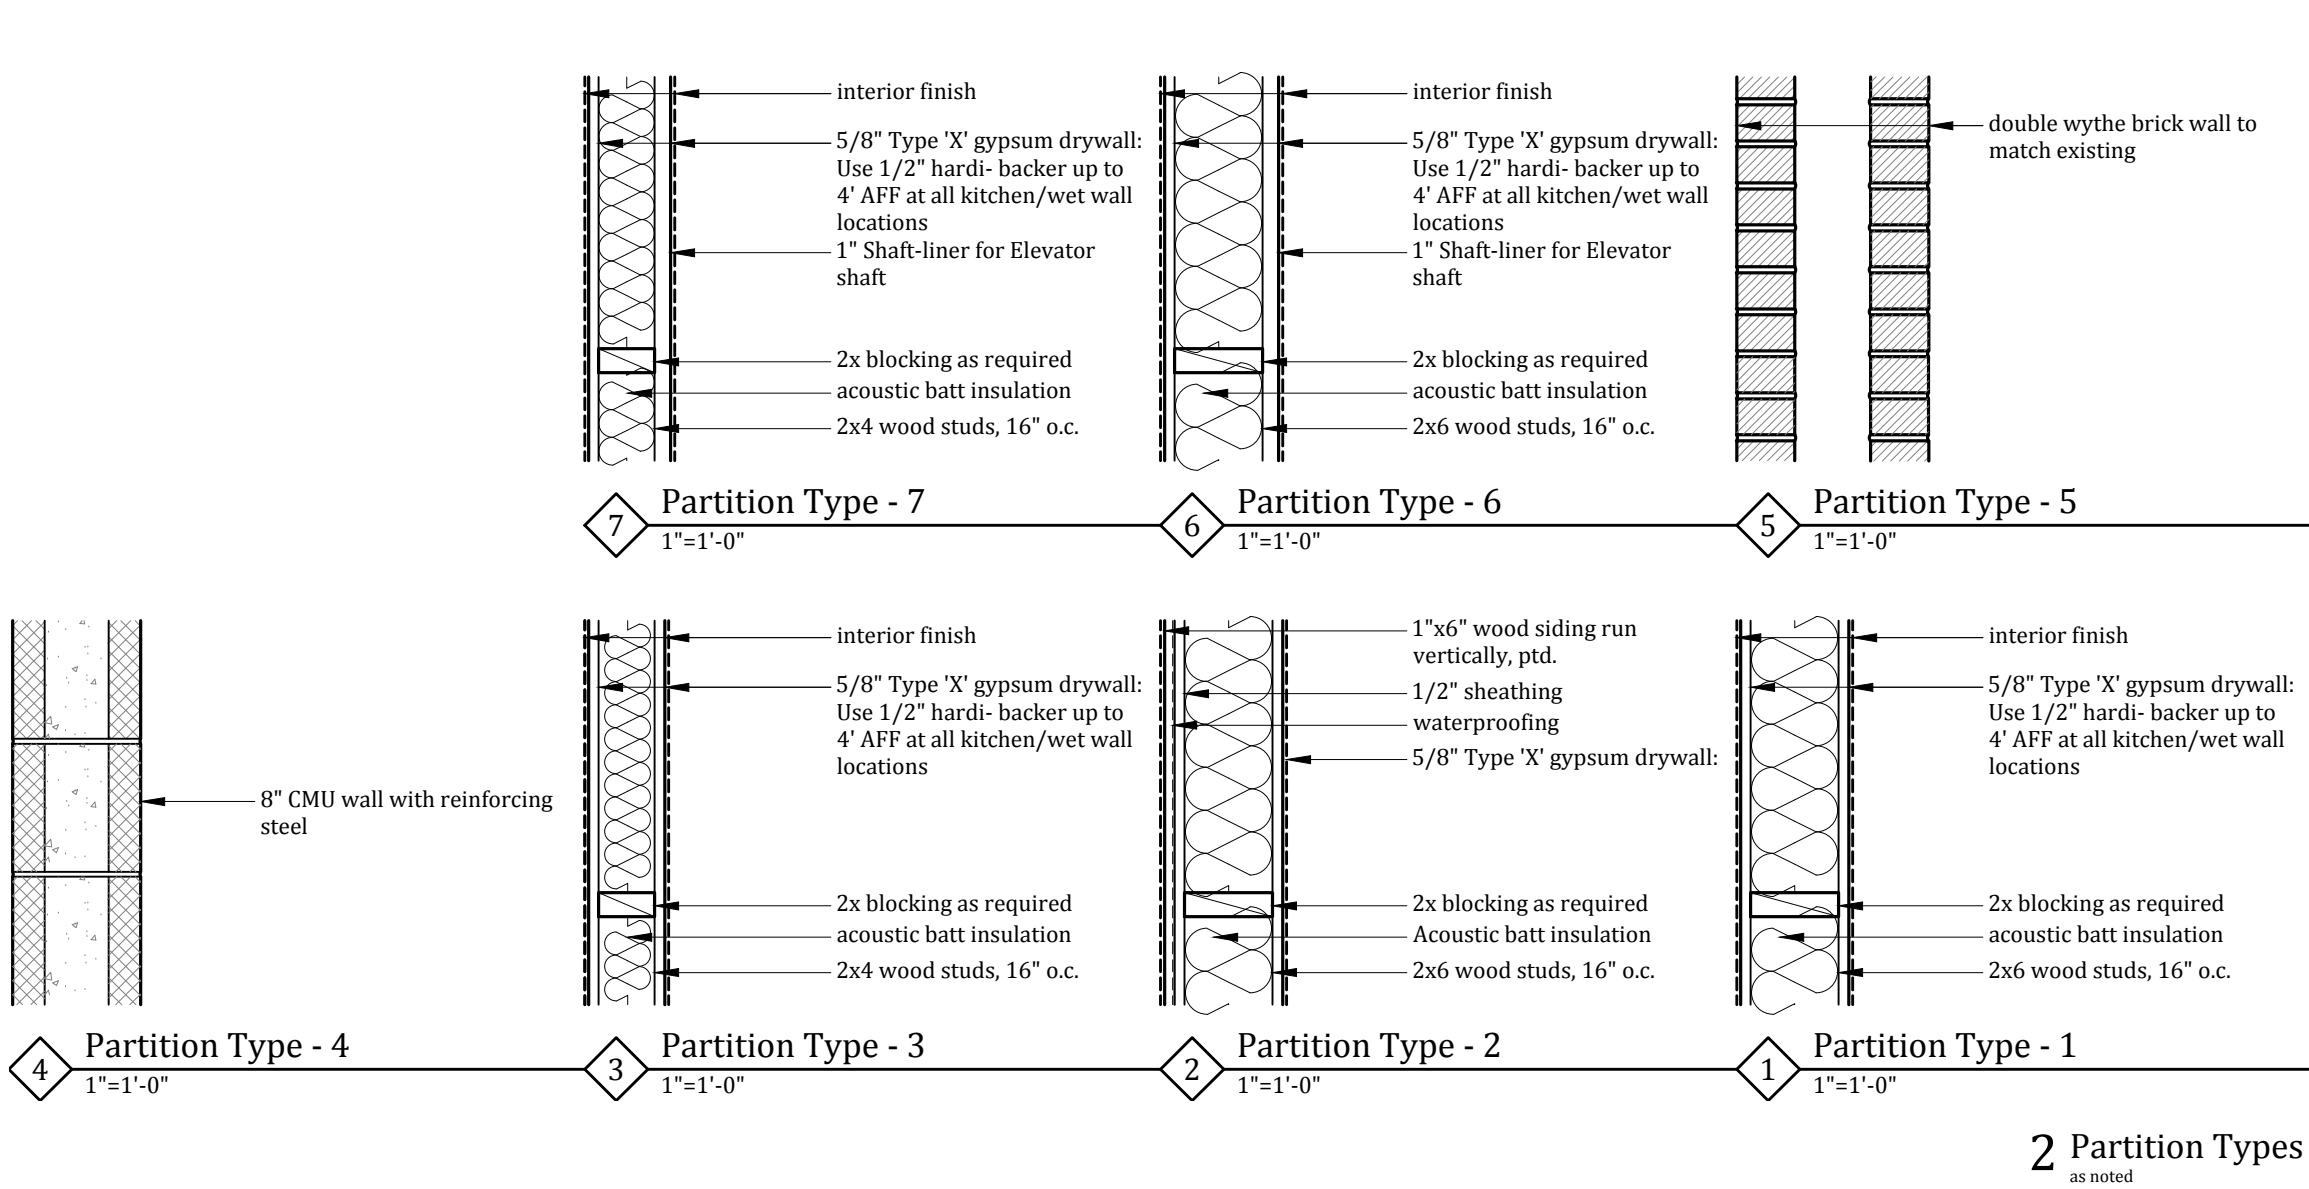 interior finish
5/8" Type 'X' gypsum drywall:
Use 1/2" hardi- backer up to
4' AFF at all kitchen/wet wall
locations
1" Shaft-liner for Elevator
shaft
2x blocking as required
acoustic batt insulation
2x4 wood studs, 16" o.c.
7
Partition Type - 7
1"=1'-0"
interior finish
5/8" Type 'X' gypsum drywall:
Use 1/2" hardi- backer up to
4' AFF at all kitchen/wet wall
locations
1" Shaft-liner for Elevator
shaft
2x blocking as required
acoustic batt insulation
2x6 wood studs, 16" o.c.
6
Partition Type - 6
1"=1'-0"
double wythe brick wall to
match existing
5
Partition Type - 5
1"=1'-0"
8" CMU wall with reinforcing
steel
4
Partition Type - 4
1"=1'-0"
interior finish
5/8" Type 'X' gypsum drywall:
Use 1/2" hardi- backer up to
4' AFF at all kitchen/wet wall
locations
2x blocking as required
acoustic batt insulation
2x4 wood studs, 16" o.c.
3
Partition Type - 3
1"=1'-0"
1"x6" wood siding run
vertically, ptd.
1/2" sheathing
waterproofing
5/8" Type 'X' gypsum drywall:
2x blocking as required
Acoustic batt insulation
2x6 wood studs, 16" o.c.
2
Partition Type - 2
1"=1'-0"
interior finish
5/8" Type 'X' gypsum drywall:
Use 1/2" hardi- backer up to
4' AFF at all kitchen/wet wall
locations
2x blocking as required
acoustic batt insulation
2x6 wood studs, 16" o.c.
1
Partition Type - 1
1"=1'-0"
2 Partition Types
as noted